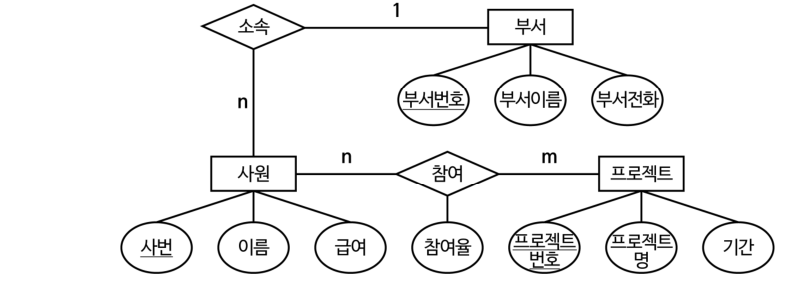 소속
1
부서
n
부서번호
부서이름
부서전화
사원
n
참여
m
프로젝트
사번
이름
급여
참여율
프로젝트
번호
프로젝트
명
기간